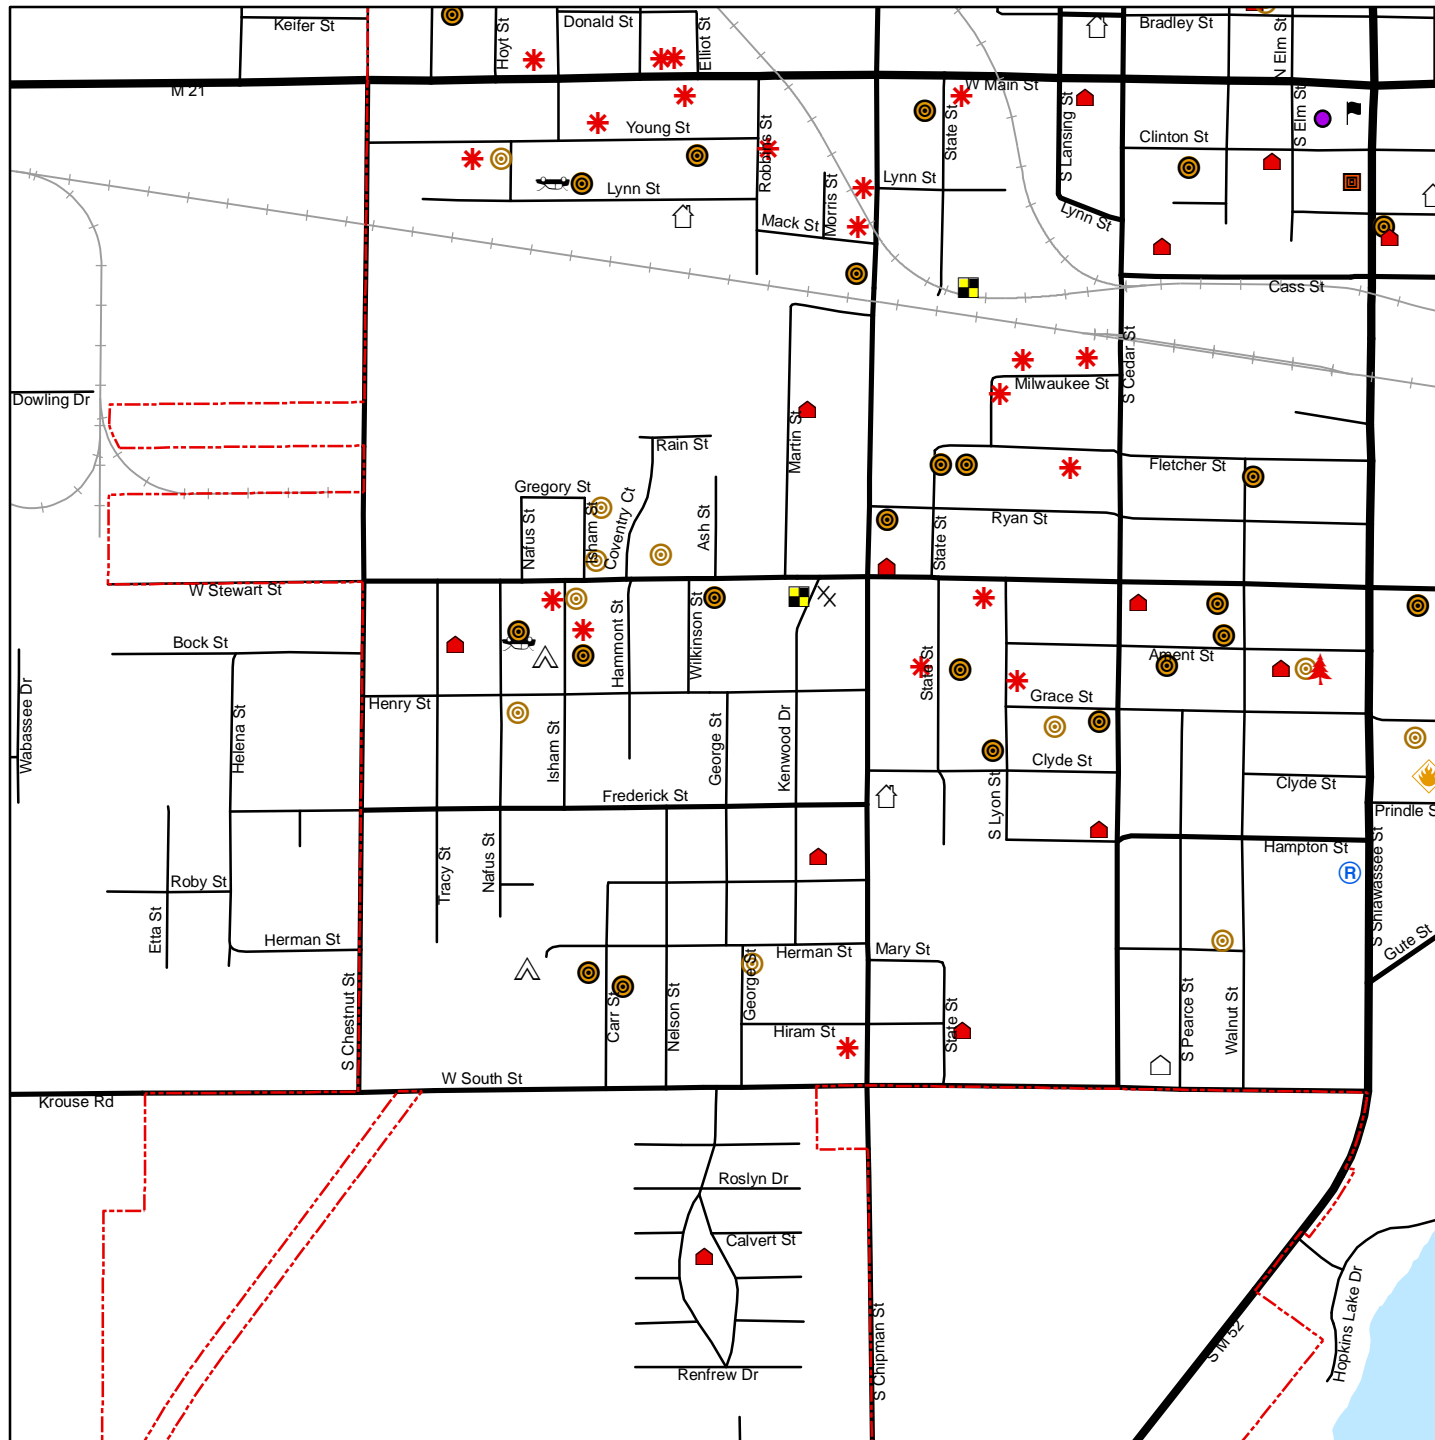 Keifer St
Hoyt St
Donald St
Elliot St
Bradley St
N Elm St
M 21
W Main St
Young St
Robbins St
State St
S Lansing St
Clinton St
S Elm St
Lynn St
Morris St
Lynn St
Mack St
Lynn St
Cass St
S Cedar St
Dowling Dr
Milwaukee St
Martin St
Rain St
Fletcher St
Gregory St
Nafus St
Isham St
Coventry Ct
Ash St
State St
Ryan St
W Stewart St
Bock St
Hammont St
Wilkinson St
State St
Ament St
Wabassee Dr
Helena St
Henry St
Isham St
George St
Kenwood Dr
Grace St
Clyde St
Clyde St
Frederick St
S Lyon St
Prindle S
Tracy St
Nafus St
Hampton St
R
Roby St
Etta St
Herman St
S Shiawassee St
Gute St
Herman St
Mary St
S Chestnut St
Carr St
Nelson St
George St
Hiram St
State St
S Pearce St
Walnut St
W South St
Krouse Rd
Roslyn Dr
Calvert St
Renfrew Dr
S Chipman St
S M 52
Hopkins Lake Dr